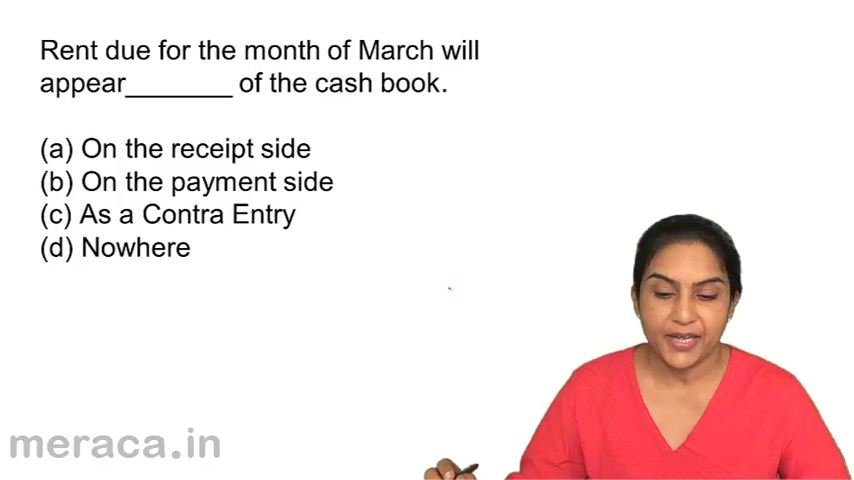 Rent due for the month of March will
appear_______ of the cash book.
(a) On the receipt side
(b) On the payment side
(c) As a Contra Entry
(d) Nowhere
meraca.in